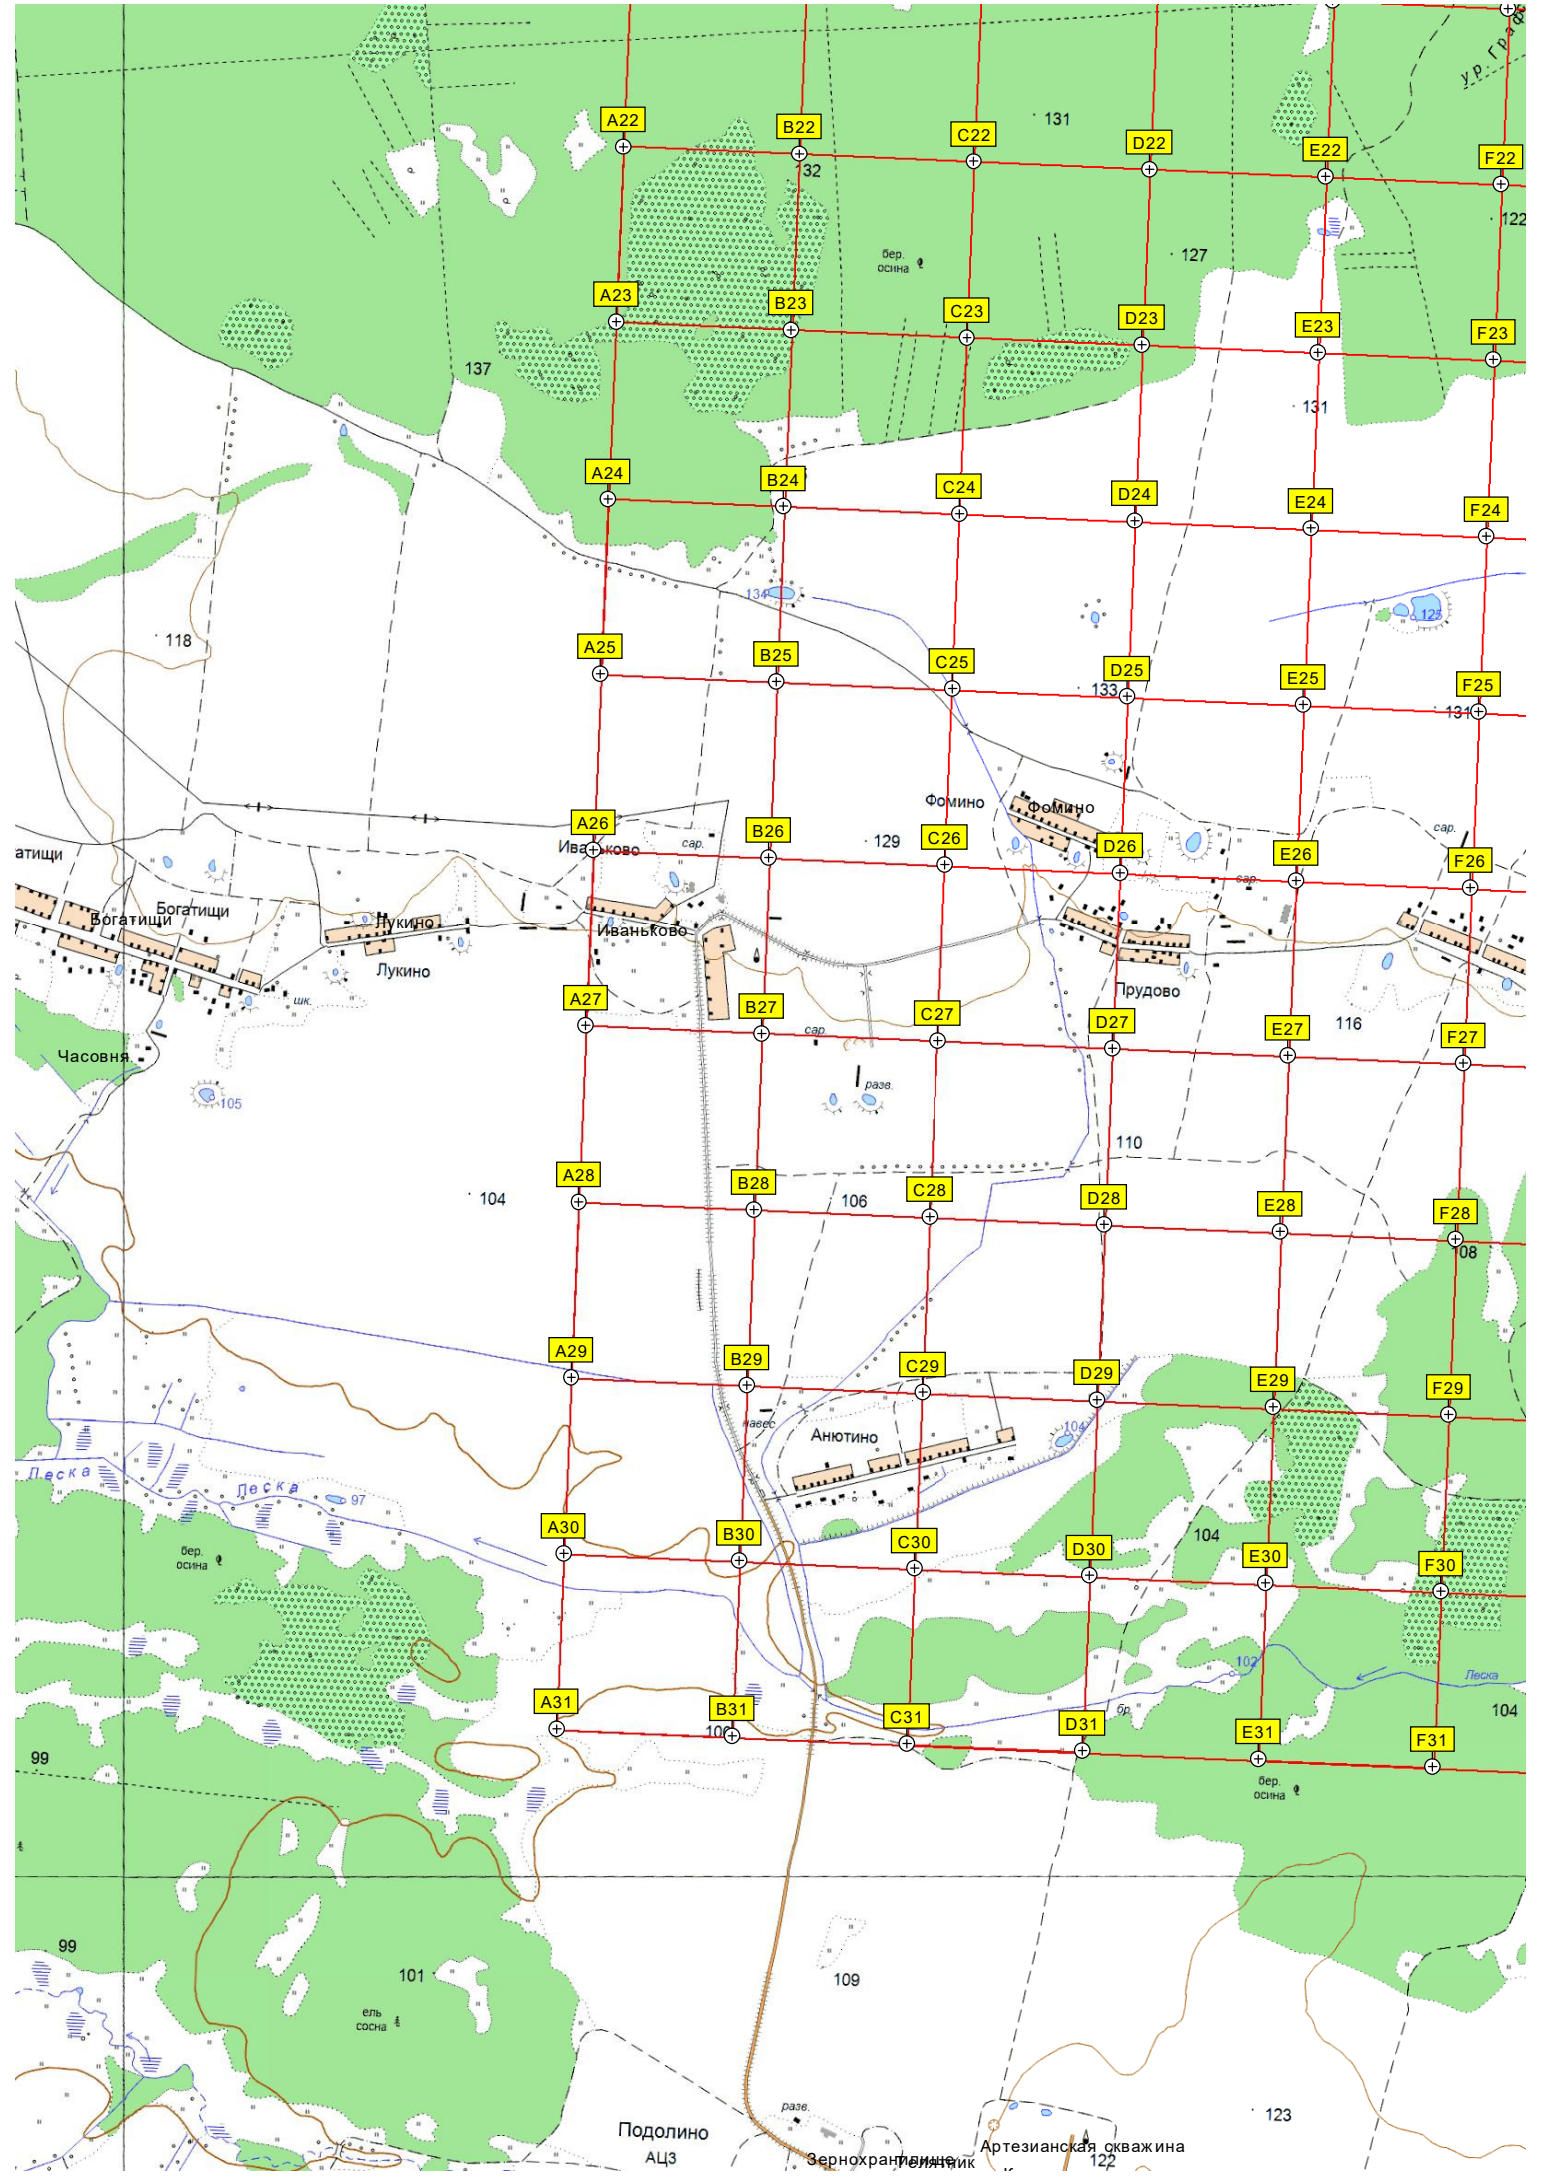 ур. Гра
A22
B22
131
C22
D22
E22
F22
132
122
бер.
осина
127
A23
B23
C23
D23
E23
F23
137
131
A24
B24
C24
D24
E24
F24
134
125
118
A25
B25
C25
D25
E25
F25
133
131
Фомино
Фомино
A26
B26
129
C26
D26
E26
F26
сар.
Иваньково
сар.
атищи
сар.
Богатищи
Богатищи
Лукино
Иваньково
Лукино
Прудово
шк.
A27
B27
C27
D27
E27
F27
116
сар.
Часовня
разв.
105
110
104
A28
B28
106
C28
D28
E28
F28
108
A29
B29
C29
D29
E29
F29
навес
Анютино
104
Леска
Леска
97
A30
B30
C30
D30
104
E30
F30
бер.
осина
102
Леска
A31
B31
C31
D31
E31
F31
бр.
104
100
99
бер.
осина
99
101
109
ель
сосна
разв.
123
Подолино
АЦЗ
Артезианская скважина
Зернохранилище
Телятник
122